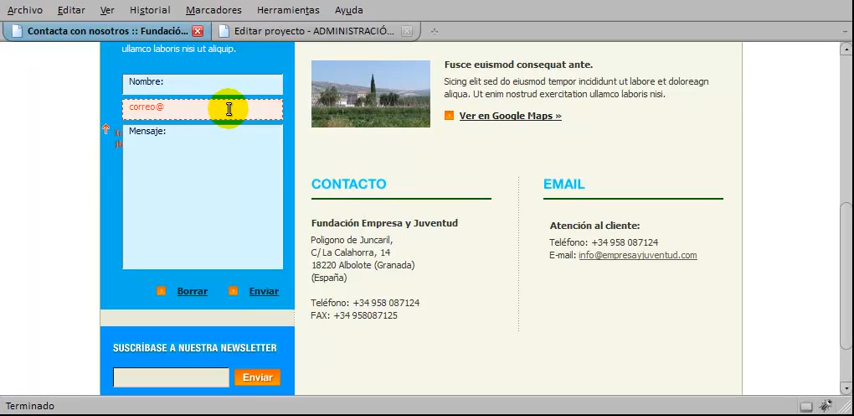 Archivo Editar Ver Historial Marcadores Herramientas Ayuda
Contacta con nosotros :: Fundació... Editar proyecto - ADMINISTRACIÓ...
ullamco laboris nisi ut aliquip.
Nombre:
correo@
Mensaje:
Borrar Enviar
SUSCRÍBASE A NUESTRA NEWSLETTER
Enviar
Fusce euismod consequat ante.
Sicing elit sed do eiusmod tempor incididunt ut labore et doloreagn
aliqua. Ut enim nostrud exercitation ullamco laboris nisi.
Ver en Google Maps »
CONTACTO
Fundación Empresa y Juventud
Poligono de Juncaril,
C/ La Calahorra, 14
18220 Albolote (Granada)
(España)
Teléfono: +34 958 087124
FAX: +34 958087125
EMAIL
Atención al cliente:
Teléfono: +34 958 087124
E-mail: info@empresayjuventud.com
Terminado